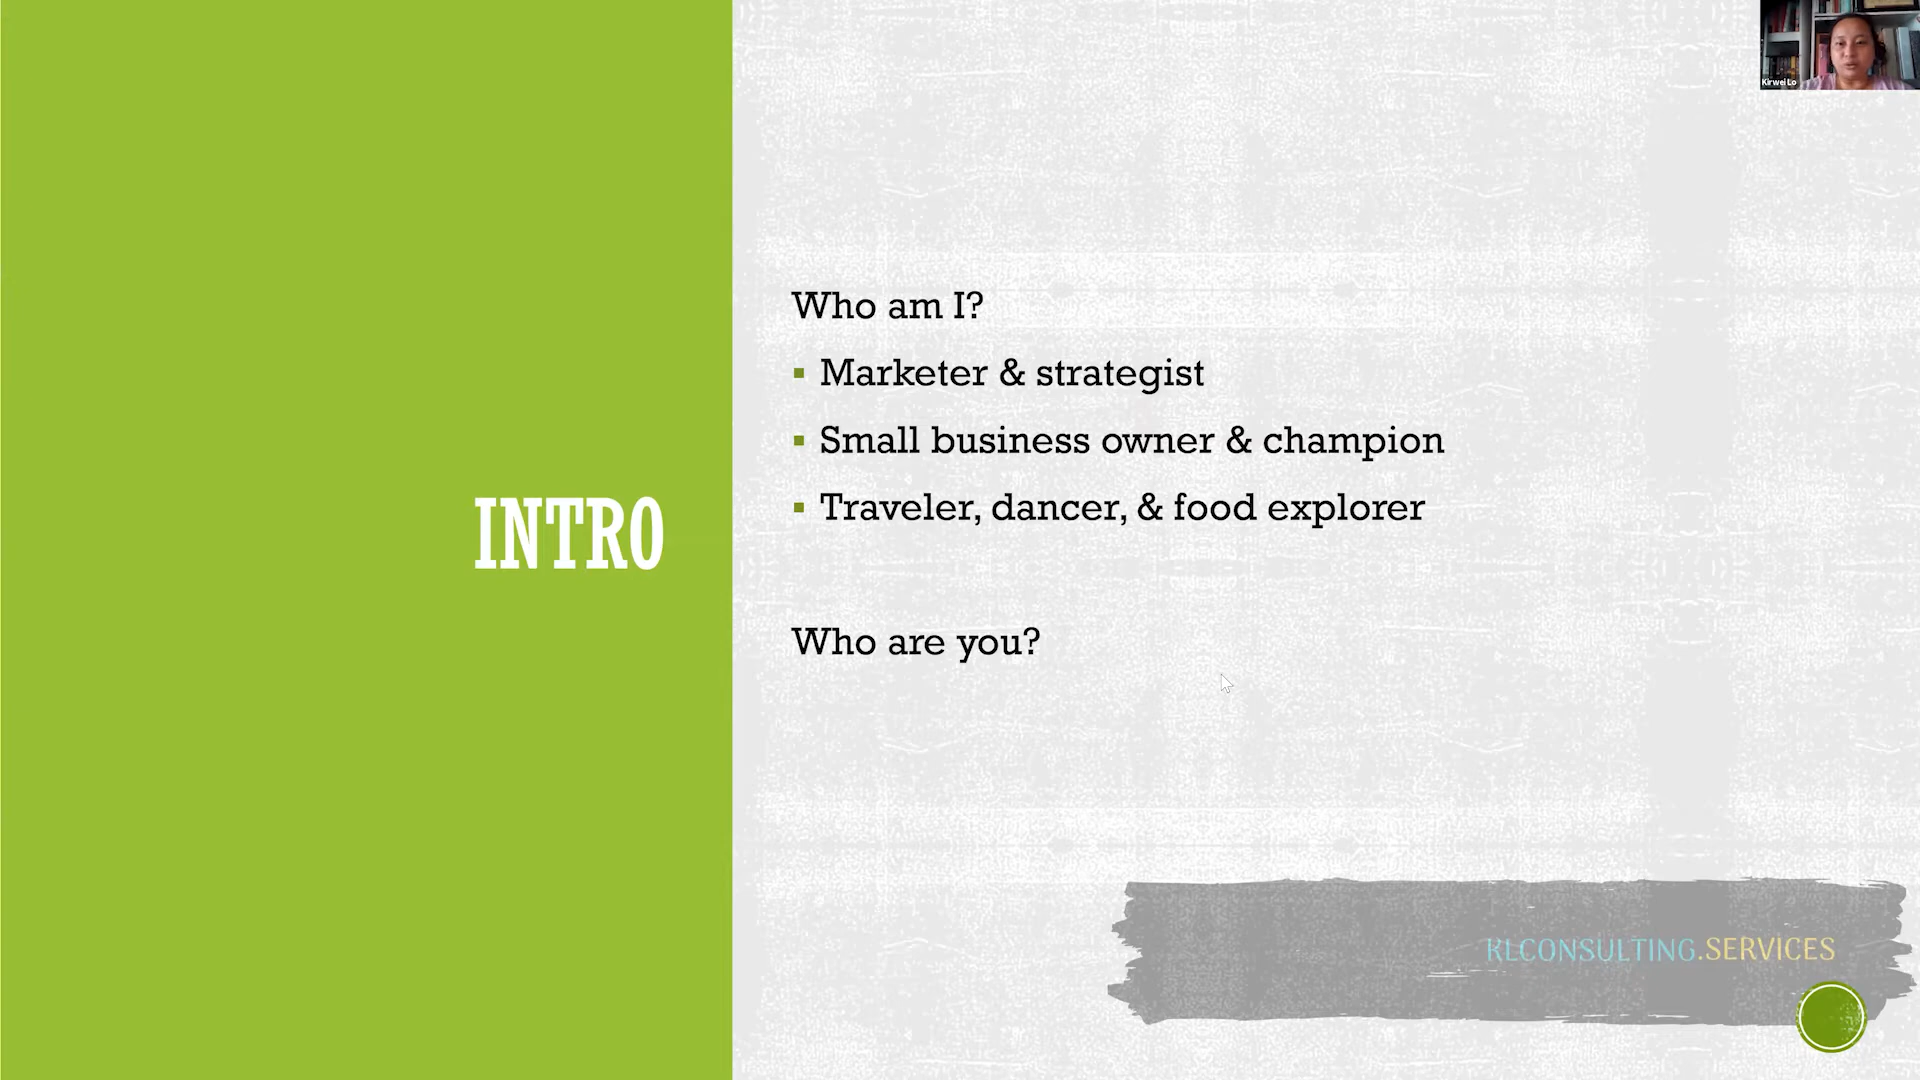 Kirwei Lo
Who am I?
▪ Marketer & strategist
▪ Small business owner & champion
▪ Traveler, dancer, & food explorer
INTRO
Who are you?
KLCONSULTING.SERVICES